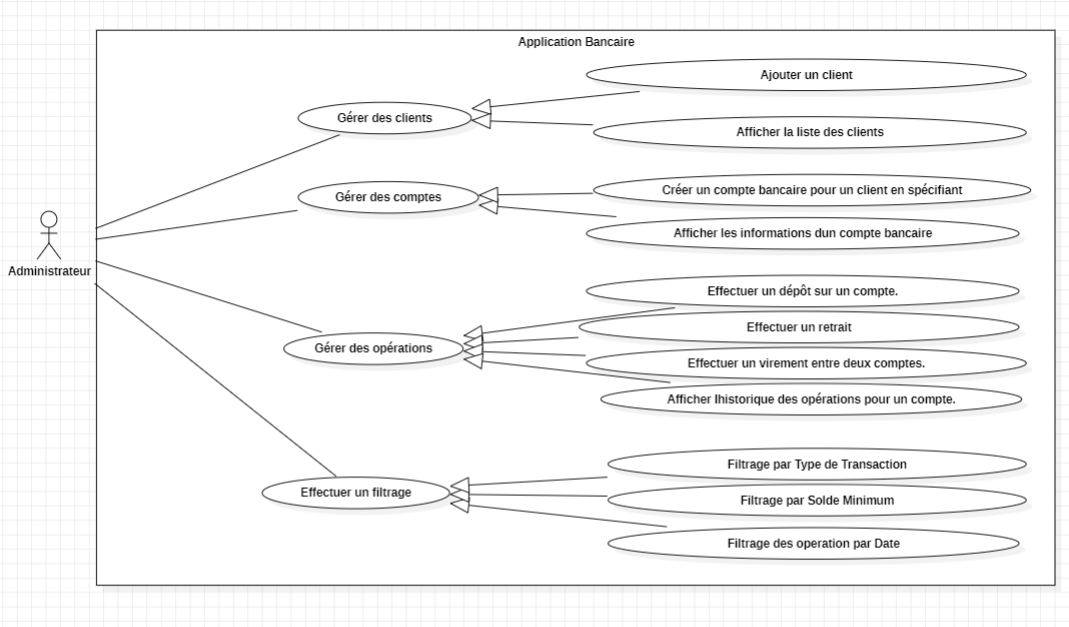 Application Bancaire
Ajouter un client
Gérer des clients
Afficher la liste des clients
Créer un compte bancaire pour un client en spécifiant
Gérer des comptes
Afficher les informations dun compte bancaire
Administrateur
Effectuer un dépôt sur un compte.
Effectuer un retrait
Gérer des opérations
Effectuer un virement entre deux comptes.
Afficher lhistorique des opérations pour un compte.
Filtrage par Type de Transaction
Effectuer un filtrage
Filtrage par Solde Minimum
Filtrage des operation par Date